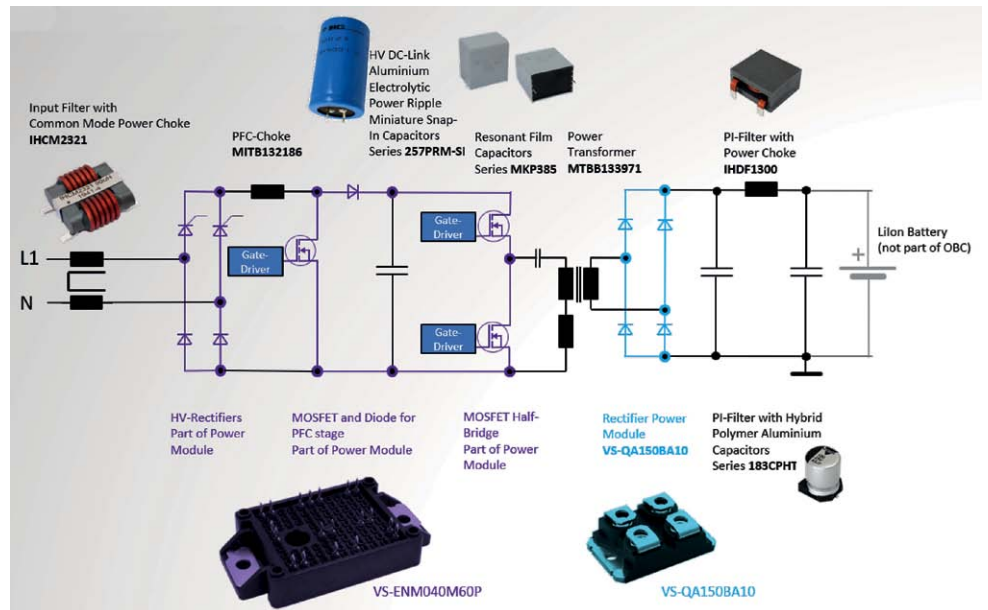 Input Filter with
Common Mode Power Choke
IHCM2321
PFC-Choke
MITB132186
HV DC-Link
Aluminium
Electrolytic
Power Ripple
Miniature Snap-
In Capacitors
Series 257PRM-SI
Resonant Film
Capacitors
Series MKP385
Power
Transformer
MTBB133971
PI-Filter with
Power Choke
IHDF1300
L1
N
Gate-
Driver
Gate-
Driver
Gate-
Driver
LiIon Battery
(not part of OBC)
+
HV-Rectifiers
Part of Power
Module
MOSFET and Diode for
PFC stage
Part of Power Module
MOSFET Half-
Bridge
Part of Power
Module
Rectifier Power
Module
VS-QA150BA10
PI-Filter with Hybrid
Polymer Aluminium
Capacitors
Series 183CPHT
VS-ENM040M60P
VS-QA150BA10